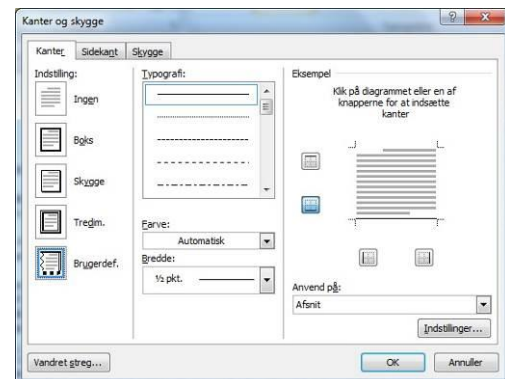 Kanter og skygge
Kanter
Sidekant
Skygge
Indstilling:
Ingen
Boks
Skygge
Tredim.
Brugerdef.
Typografi:
Farve:
Automatisk
Bredde:
½ pkt.
Eksempel
Klik på diagrammet eller en af
knapperne for at indsætte
kanter
Anvend på:
Afsnit
Indstillinger...
Vandret streg...
OK
Annuller